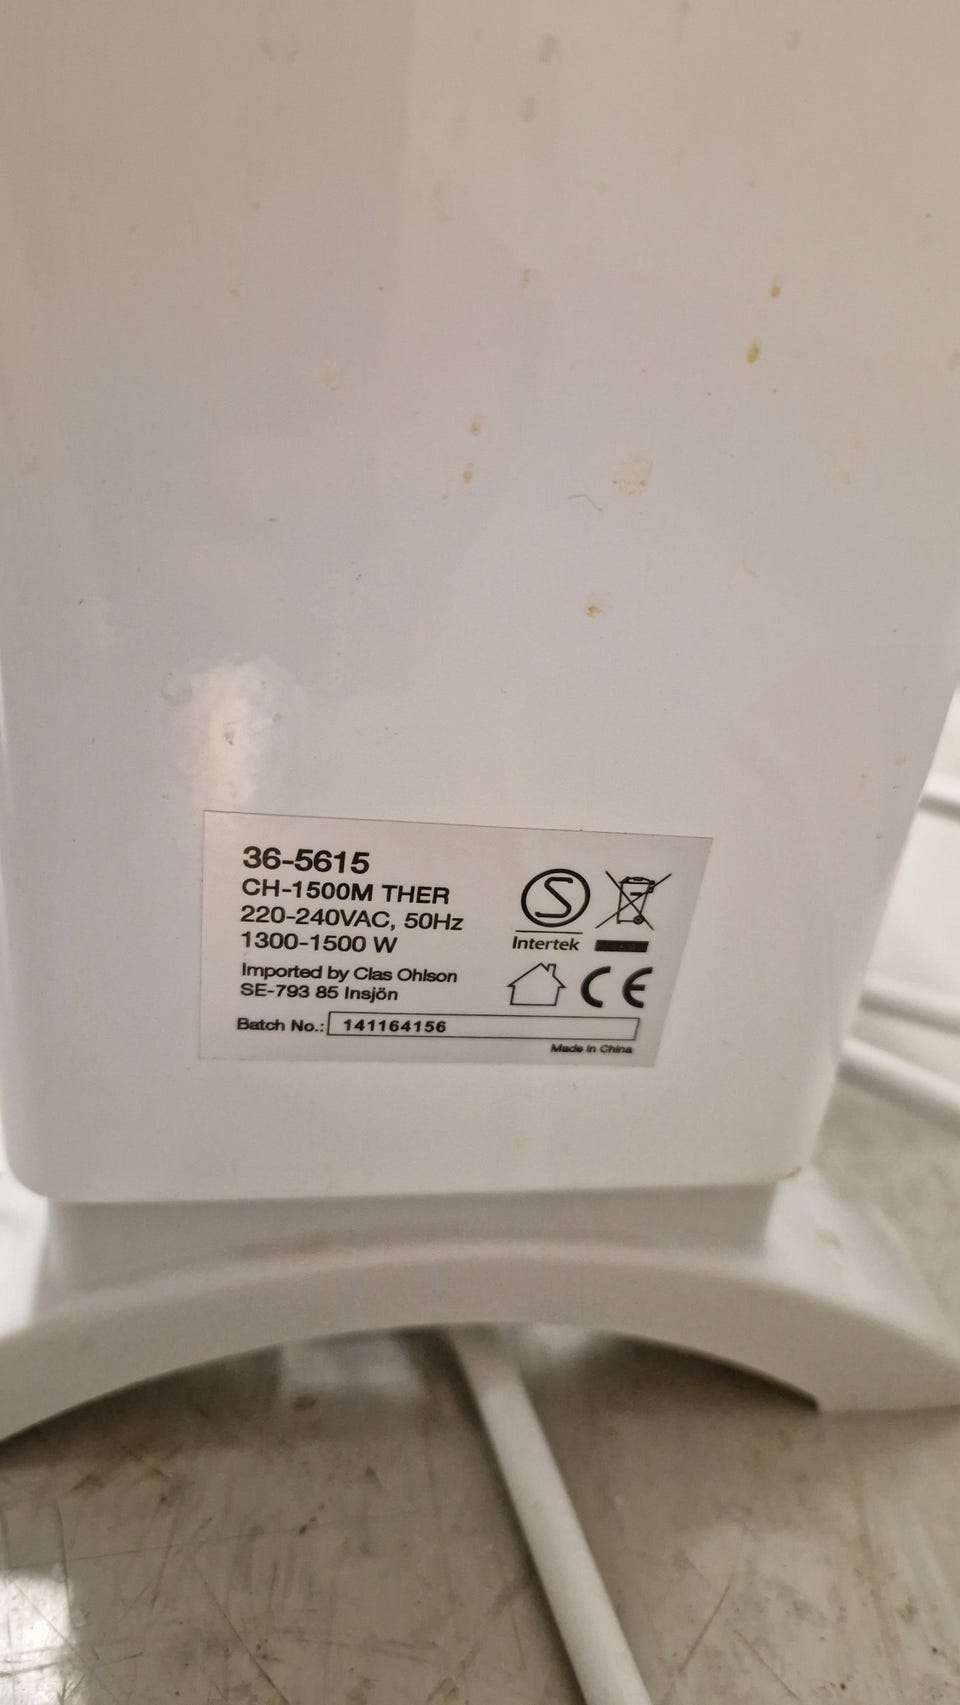 36-5615
CH-1500M THER
220-240VAC, 50Hz
1300-1500 W
Imported by Clas Ohlson
SE-793 85 Insjön
Batch No.: 141164156
S
Intertek
CE
Made in China